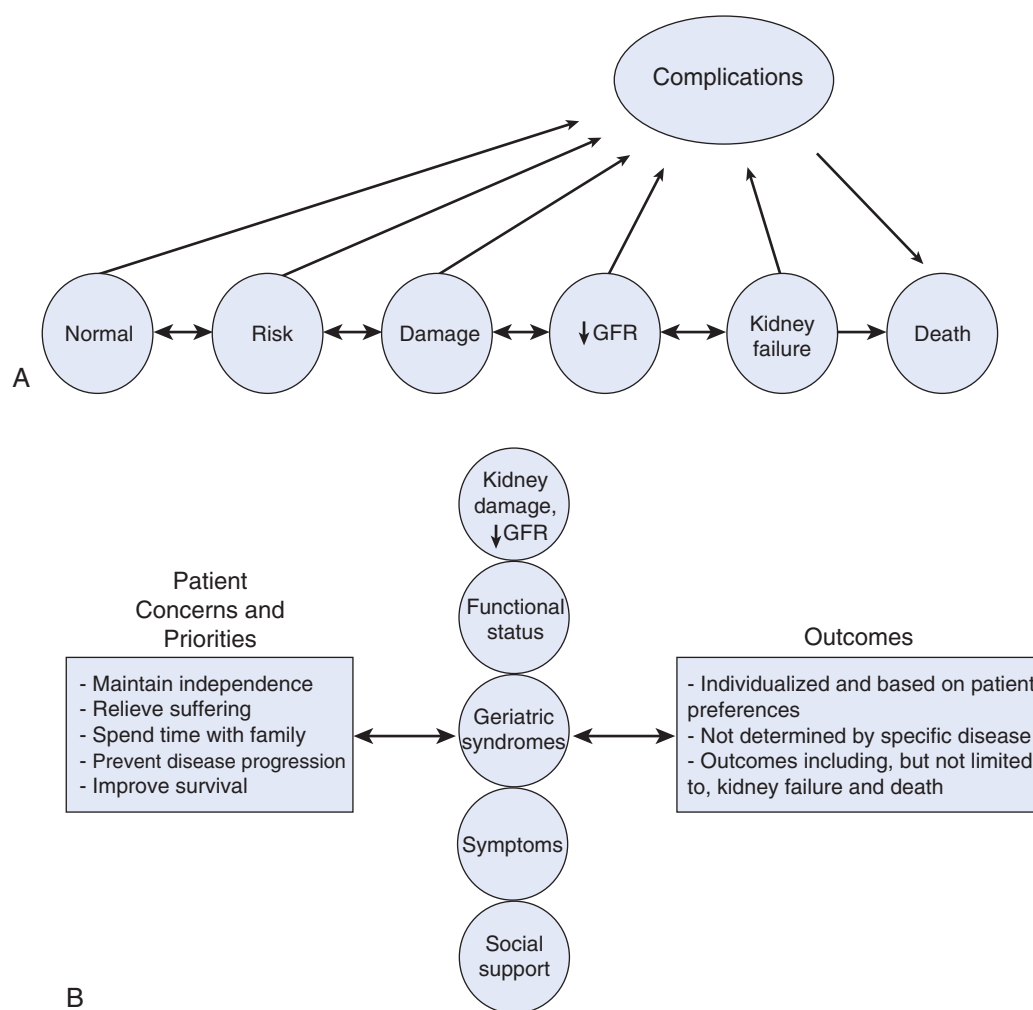 Complications
Normal
Risk
Damage
↓ GFR
Kidney
failure
Death
A
Kidney
damage,
↓GFR
Functional
status
Geriatric
syndromes
Symptoms
Social
support
Patient
Concerns and
Priorities
- Maintain independence
- Relieve suffering
- Spend time with family
- Prevent disease progression
- Improve survival
Outcomes
- Individualized and based on patient
preferences
- Not determined by specific disease
- Outcomes including, but not limited
to, kidney failure and death
B